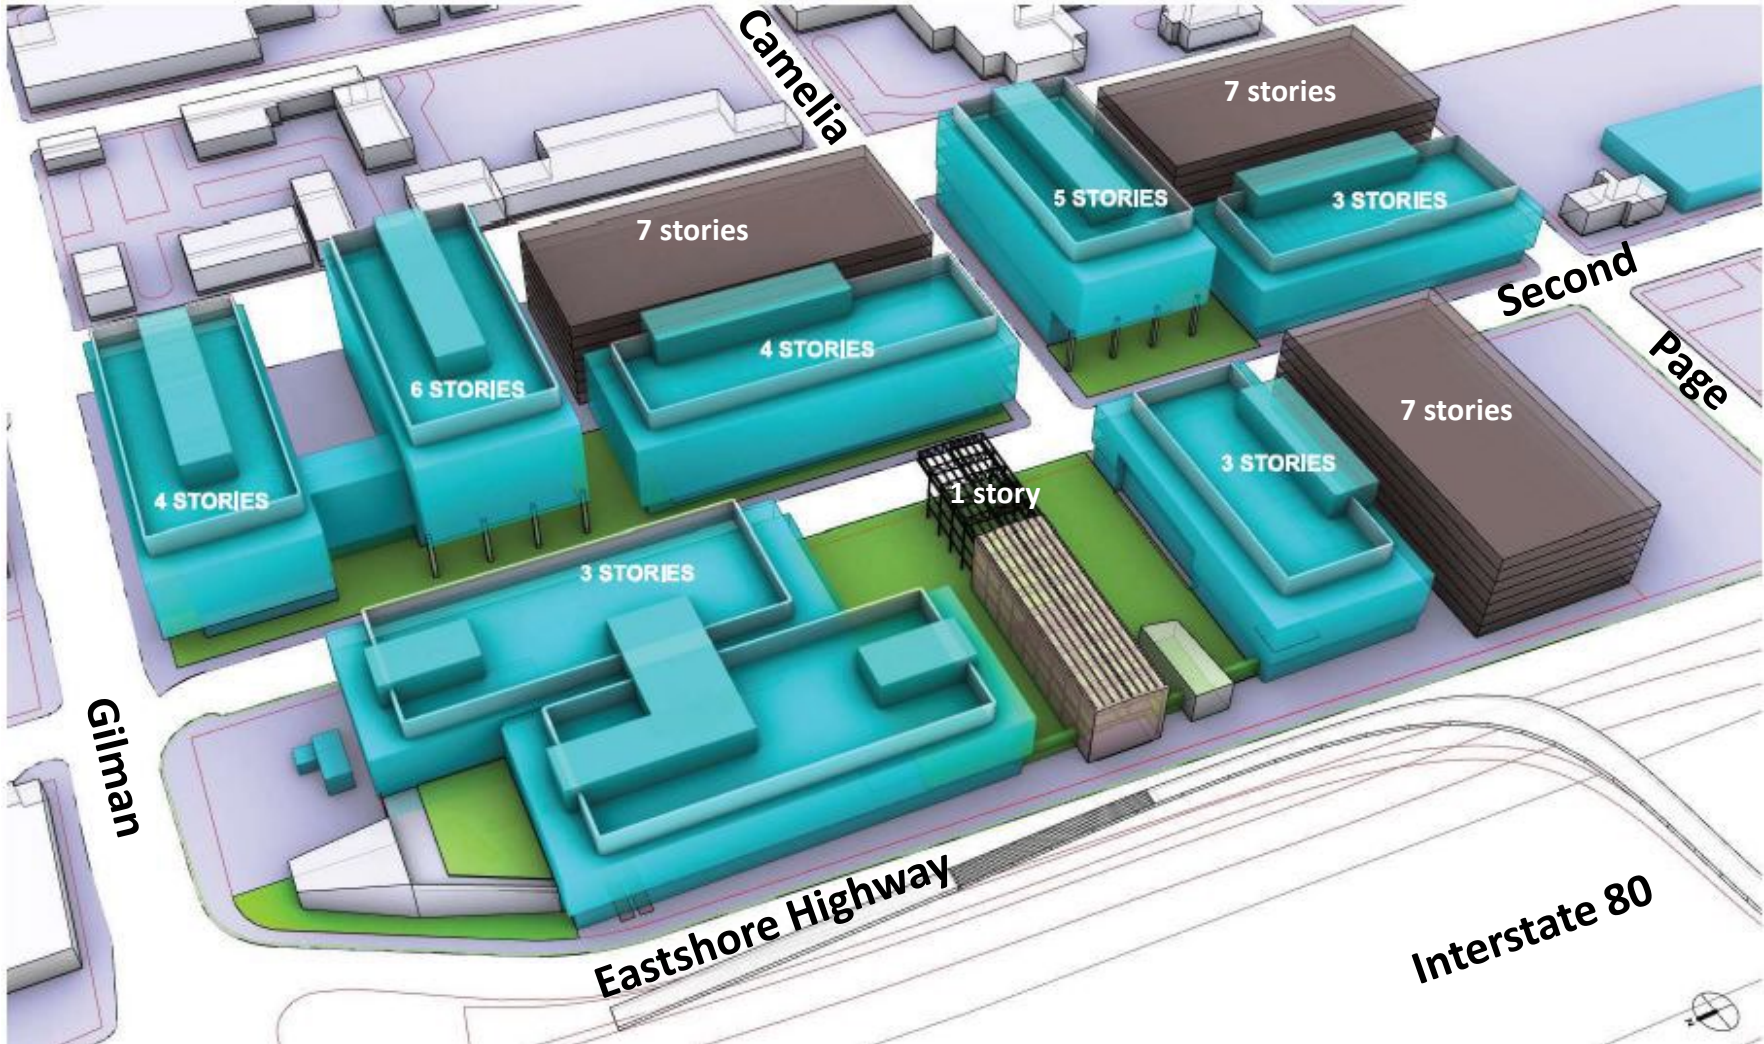 Camelia
7 stories
5 STORIES
3 STORIES
7 stories
Second
Page
4 STORIES
6 STORIES
7 stories
3 STORIES
4 STORIES
1 story
3 STORIES
Gilman
Eastshore Highway
Interstate 80
z